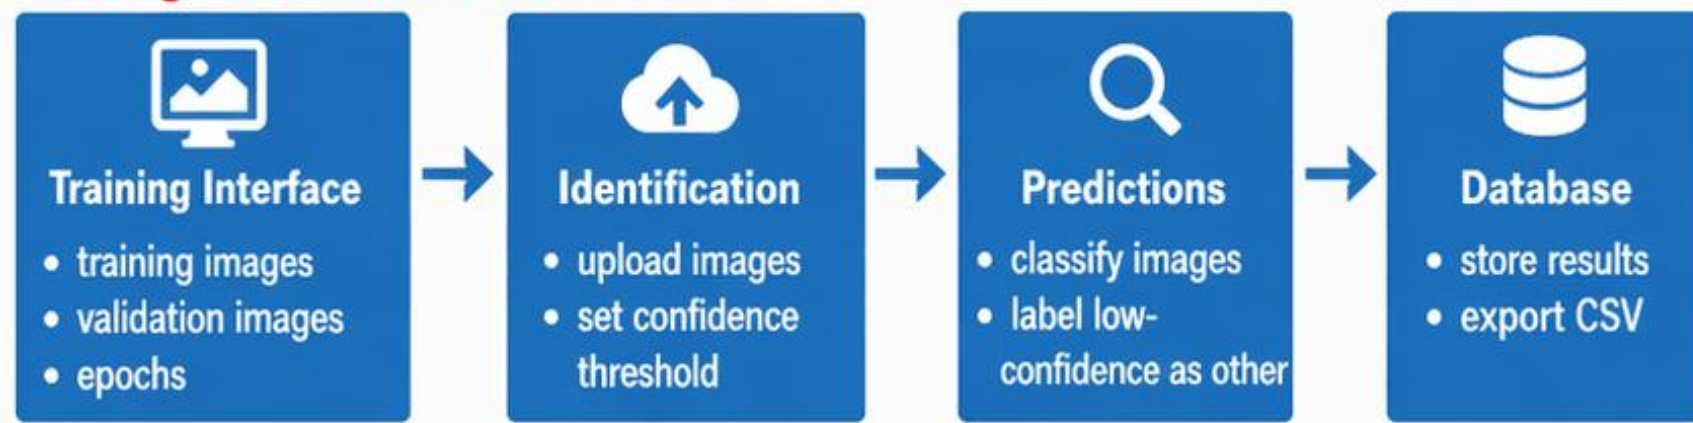 Training Interface
• training images
• validation images
• epochs
Identification
• upload images
• set confidence
threshold
Predictions
• classify images
• label low-
confidence as other
Database
• store results
• export CSV